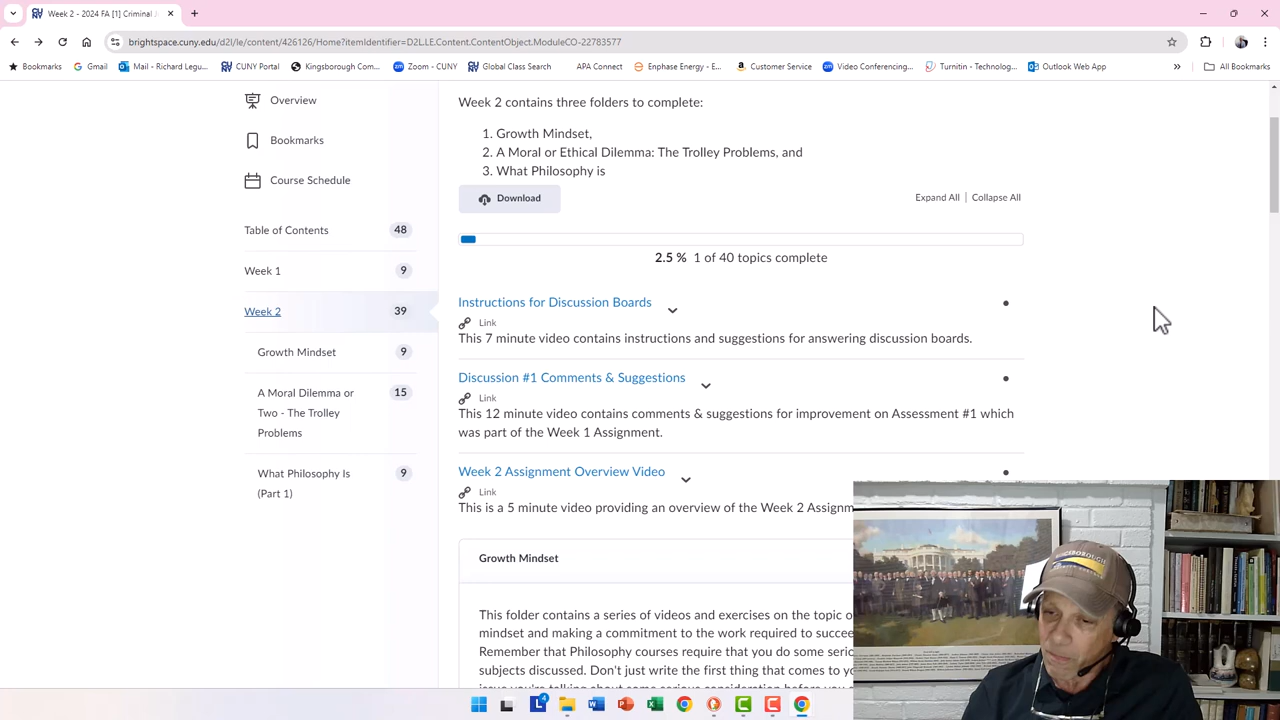 Week 2 - 2024 FA [1] Criminal J
brightspace.cuny.edu/d2l/le/content/426126/Home?itemIdentifier=D2L.LE.Content.ContentObject.ModuleCO-22783577
Bookmarks Gmail Mail - Richard Legu... CUNY Portal Kingsborough Com... Zoom - CUNY Global Class Search APA Connect Enphase Energy - E... Customer Service Video Conferencing... Turnitin - Technolog... Outlook Web App » All Bookmarks
Overview
Bookmarks
Course Schedule
Table of Contents 48
Week 1 9
Week 2 39
Growth Mindset 9
A Moral Dilemma or 15
Two - The Trolley
Problems
What Philosophy Is 9
(Part 1)
Week 2 contains three folders to complete:
1. Growth Mindset,
2. A Moral or Ethical Dilemma: The Trolley Problems, and
3. What Philosophy is
Download
Expand All | Collapse All
2.5 % 1 of 40 topics complete
Instructions for Discussion Boards
Link
This 7 minute video contains instructions and suggestions for answering discussion boards.
Discussion #1 Comments & Suggestions
Link
This 12 minute video contains comments & suggestions for improvement on Assessment #1 which
was part of the Week 1 Assignment.
Week 2 Assignment Overview Video
Link
This is a 5 minute video providing an overview of the Week 2 Assignm
Growth Mindset
This folder contains a series of videos and exercises on the topic o
mindset and making a commitment to the work required to succee
Remember that Philosophy courses require that you do some serio
subjects discussed. Don't just write the first thing that comes to yo